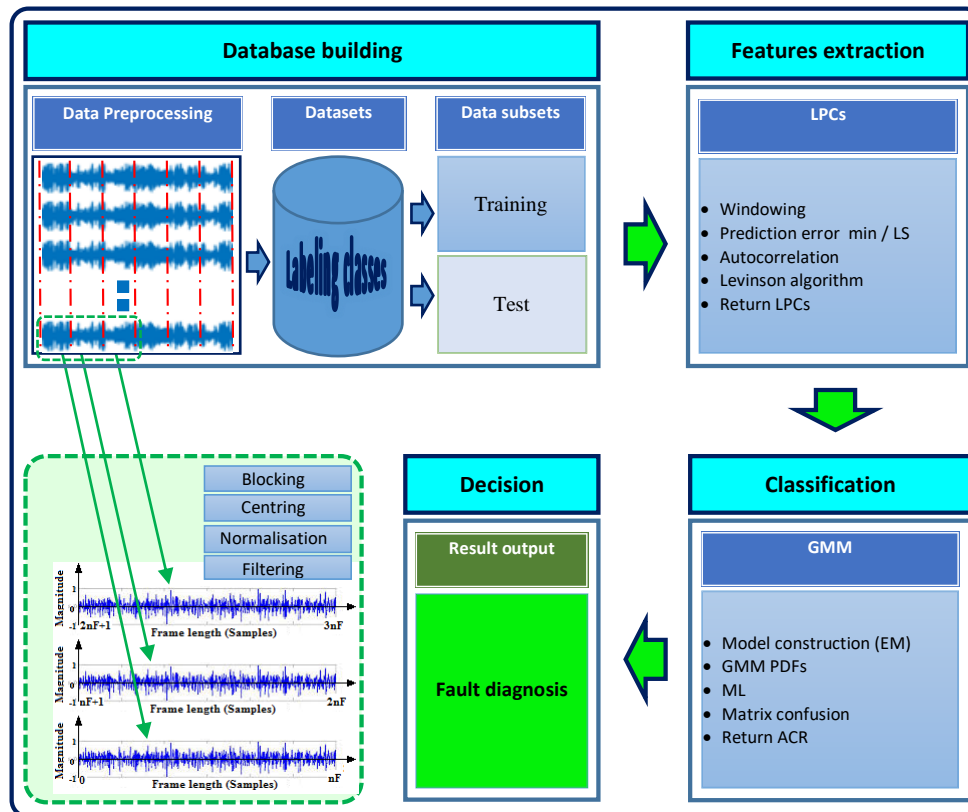 Database building
Data Preprocessing
Datasets
Data subsets
Labeling classes
Training
Test
Features extraction
LPCs
• Windowing
• Prediction error min / LS
• Autocorrelation
• Levinson algorithm
• Return LPCs
Blocking
Centring
Normalisation
Filtering
Magnitude
1
0
-1
2nF+1
3nF
Frame length (Samples)
Magnitude
1
0
-1
nF+1
2nF
Frame length (Samples)
Magnitude
1
0
-1
0
nF
Frame length (Samples)
Decision
Result output
Fault diagnosis
Classification
GMM
• Model construction (EM)
• GMM PDFs
• ML
• Matrix confusion
• Return ACR